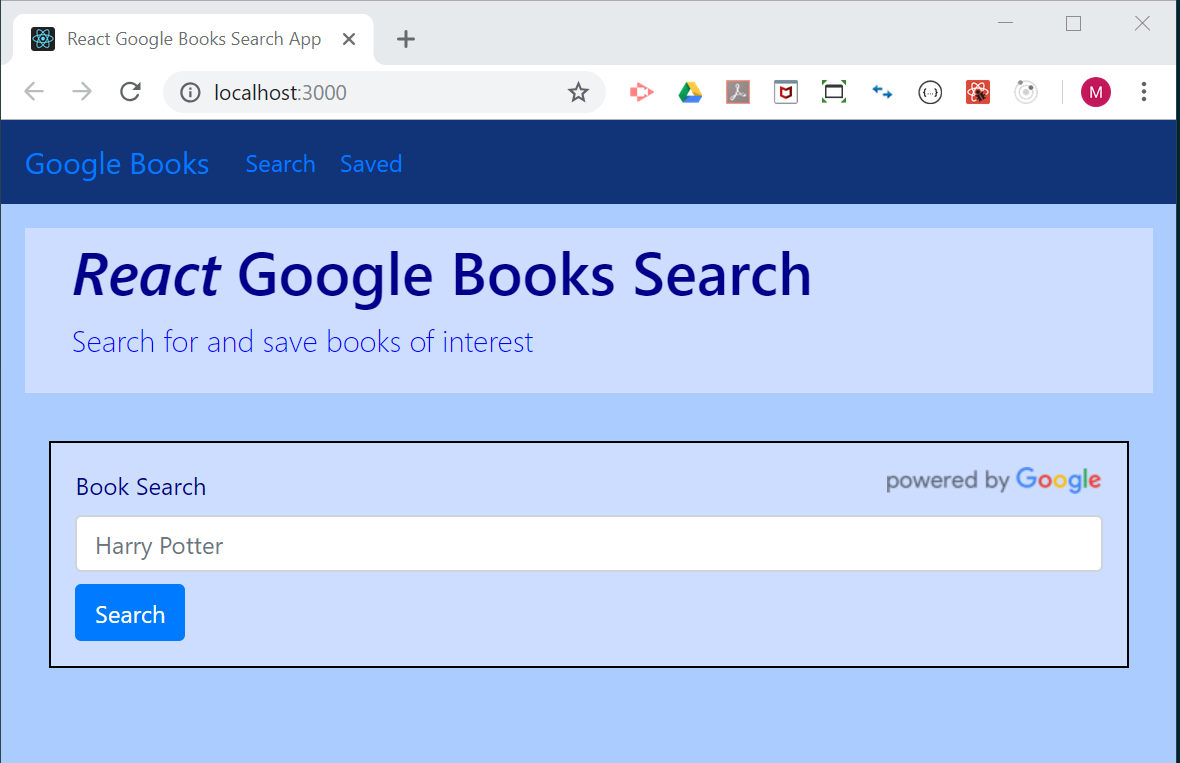 React Google Books Search App
localhost:3000
M
Google Books Search Saved
React Google Books Search
Search for and save books of interest
powered by Google
Book Search
Harry Potter
Search